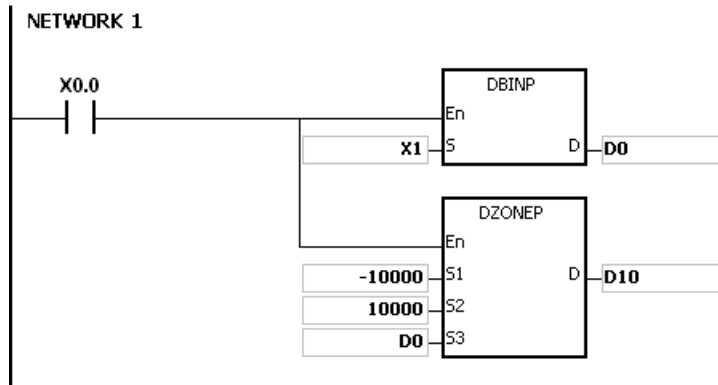 NETWORK 1
X0.0
DBINP
En
X1 S D D0
DZONEP
En
-10000 S1 D D10
10000 S2
D0 S3